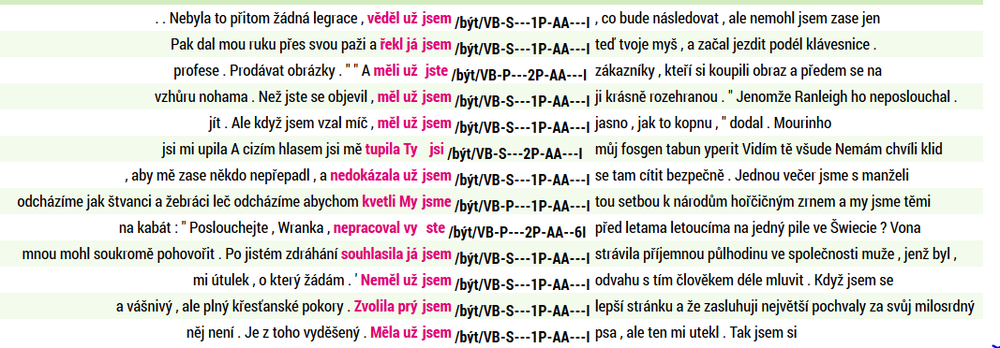 . . Nebyla to přitom žádná legrace , věděl už jsem /být/VB-S---1P-AA---I , co bude následovat , ale nemohl jsem zase jen
Pak dal mou ruku přes svou paži a řekl já jsem /být/VB-S---1P-AA---I teď tvoje myš , a začal jezdit podél klávesnice .
profese . Prodávat obrázky . " " A měli už jste /být/VB-P---2P-AA---I zákazníky , kteří si koupili obraz a předem se na
vzhůru nohama . Než jste se objevil , měl už jsem /být/VB-S---1P-AA---I ji krásně rozehranou . " Jenomže Ranleigh ho neposlouchal .
jít . Ale když jsem vzal míč , měl už jsem /být/VB-S---1P-AA---I jasno , jak to kopnu , " dodal . Mourinho
jsi mi upila A cizím hlasem jsi mě tupila Ty jsi /být/VB-S---2P-AA---I můj fosgen tabun yperit Vidím tě všude Nemám chvíli klid
, aby mě zase někdo nepřepadl , a nedokázala už jsem /být/VB-S---1P-AA---I se tam cítit bezpečně . Jednou večer jsme s manželi
odcházíme jak štvanci a žebráci leč odcházíme abychom kvetli My jsme /být/VB-P---1P-AA---I tou setbou k národům hořčičným zrnem a my jsme těmi
na kabát : " Poslouchejte , Wranka , nepracoval vy ste /být/VB-P---2P-AA--6I před letama letoucíma na jedný pile ve Šwiecie ? Vona
mnou mohl soukromě pohovořit . Po jistém zdráhání souhlasila já jsem /být/VB-S---1P-AA---I strávila příjemnou půlhodinu ve společnosti muže , jenž byl ,
mi útulek , o který žádám . ' Neměl už jsem /být/VB-S---1P-AA---I odvahu s tím člověkem déle mluvit . Když jsem se
a vášnivý , ale plný křesťanské pokory . Zvolila prý jsem /být/VB-S---1P-AA---I lepší stránku a že zasluhuji největší pochvaly za svůj milosrdný
něj není . Je z toho vyděšený . Měla už jsem /být/VB-S---1P-AA---I psa , ale ten mi utekl . Tak jsem si